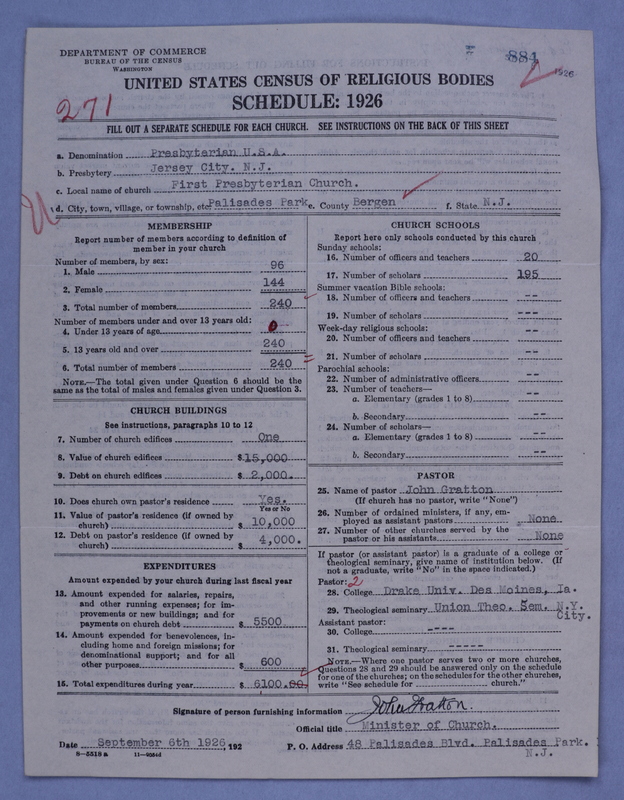 DEPARTMENT OF COMMERCE
BUREAU OF THE CENSUS
WASHINGTON
884
1926
UNITED STATES CENSUS OF RELIGIOUS BODIES
SCHEDULE: 1926
271
FILL OUT A SEPARATE SCHEDULE FOR EACH CHURCH. SEE INSTRUCTIONS ON THE BACK OF THIS SHEET
a. Denomination Presbyterian U.S.A.
b. Presbytery Jersey City. N.J.
c. Local name of church First Presbyterian Church.
d. City, town, village, or township, etc. Palisades Park e. County Bergen f. State N.J.
MEMBERSHIP
Report number of members according to definition of
member in your church
Number of members, by sex:
1. Male 96
2. Female 144
3. Total number of members 240
Number of members under and over 13 years old:
4. Under 13 years of age 0
5. 13 years old and over 240
6. Total number of members 240
NOTE.—The total given under Question 6 should be the
same as the total of males and females given under Question 3.
CHURCH BUILDINGS
See instructions, paragraphs 10 to 12
7. Number of church edifices One
8. Value of church edifices $15,000
9. Debt on church edifices $2,000.
10. Does church own pastor's residence Yes.
Yes or No
11. Value of pastor's residence (if owned by
church) $ 10,000
12. Debt on pastor's residence (if owned by
church) $ 4,000.
EXPENDITURES
Amount expended by your church during last fiscal year
13. Amount expended for salaries, repairs,
and other running expenses; for im-
provements or new buildings; and for
payments on church debt $ 5500
14. Amount expended for benevolences, in-
cluding home and foreign missions; for
denominational support; and for all
other purposes $ 600
15. Total expenditures during year $ 6100.00
CHURCH SCHOOLS
Report here only schools conducted by this church
Sunday schools:
16. Number of officers and teachers 20
17. Number of scholars 195
Summer vacation Bible schools:
18. Number of officers and teachers --
19. Number of scholars ---
Week-day religious schools:
20. Number of officers and teachers --
21. Number of scholars --
Parochial schools:
22. Number of administrative officers --
23. Number of teachers—
a. Elementary (grades 1 to 8) --
b. Secondary --
24. Number of scholars—
a. Elementary (grades 1 to 8) --
b. Secondary --
PASTOR
25. Name of pastor John Gratton
(If church has no pastor, write "None")
26. Number of ordained ministers, if any, em-
ployed as assistant pastors None
27. Number of other churches served by the
pastor or his assistants None
If pastor (or assistant pastor) is a graduate of a college or
theological seminary, give name of institution below. (If
not a graduate, write "No" in the space indicated.)
Pastor: 2
28. College Drake Univ. Des Moines, Ia.
29. Theological seminary Union Theo. Sem. N.Y.
City.
Assistant pastor:
30. College ----
31. Theological seminary -----
NOTE.—Where one pastor serves two or more churches,
Questions 28 and 29 should be answered only on the schedule
for one of the churches; on the schedules for the other churches,
write "See schedule for church."
Signature of person furnishing information John Gratton.
Official title Minister of Church.
Date September 6th 1926, 192
P. O. Address 48 Palisades Blvd. Palisades Park.
N.J.
8—5518 a